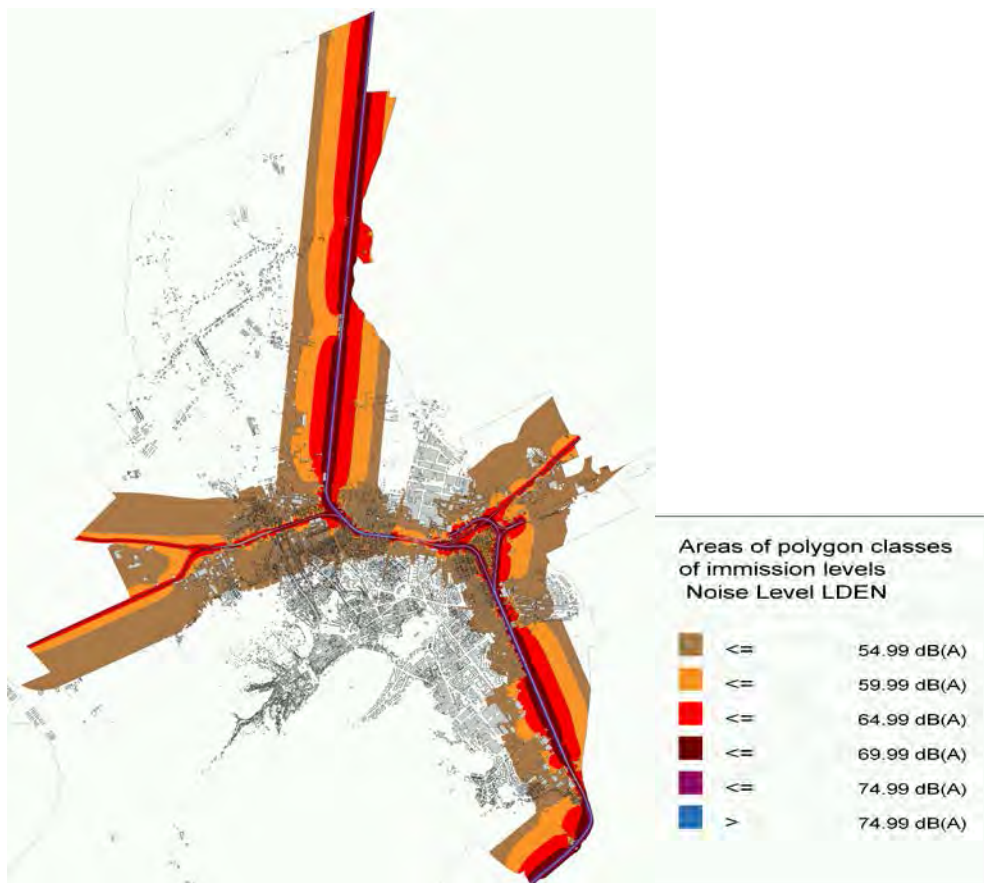 Areas of polygon classes
of immission levels
Noise Level LDEN
<= 54.99 dB(A)
<= 59.99 dB(A)
<= 64.99 dB(A)
<= 69.99 dB(A)
<= 74.99 dB(A)
> 74.99 dB(A)